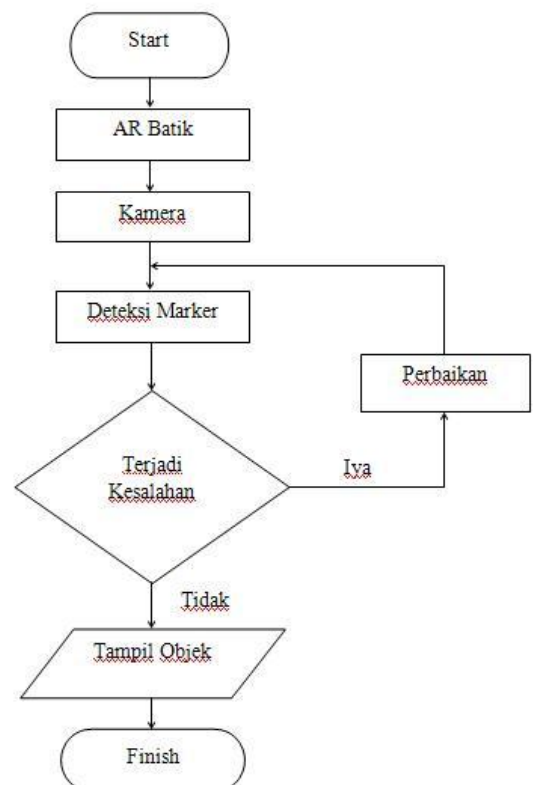 Start
AR Batik
Kamera
Deteksi Marker
Perbaikan
Terjadi
Kesalahan
Iya
Tidak
Tampil Objek
Finish